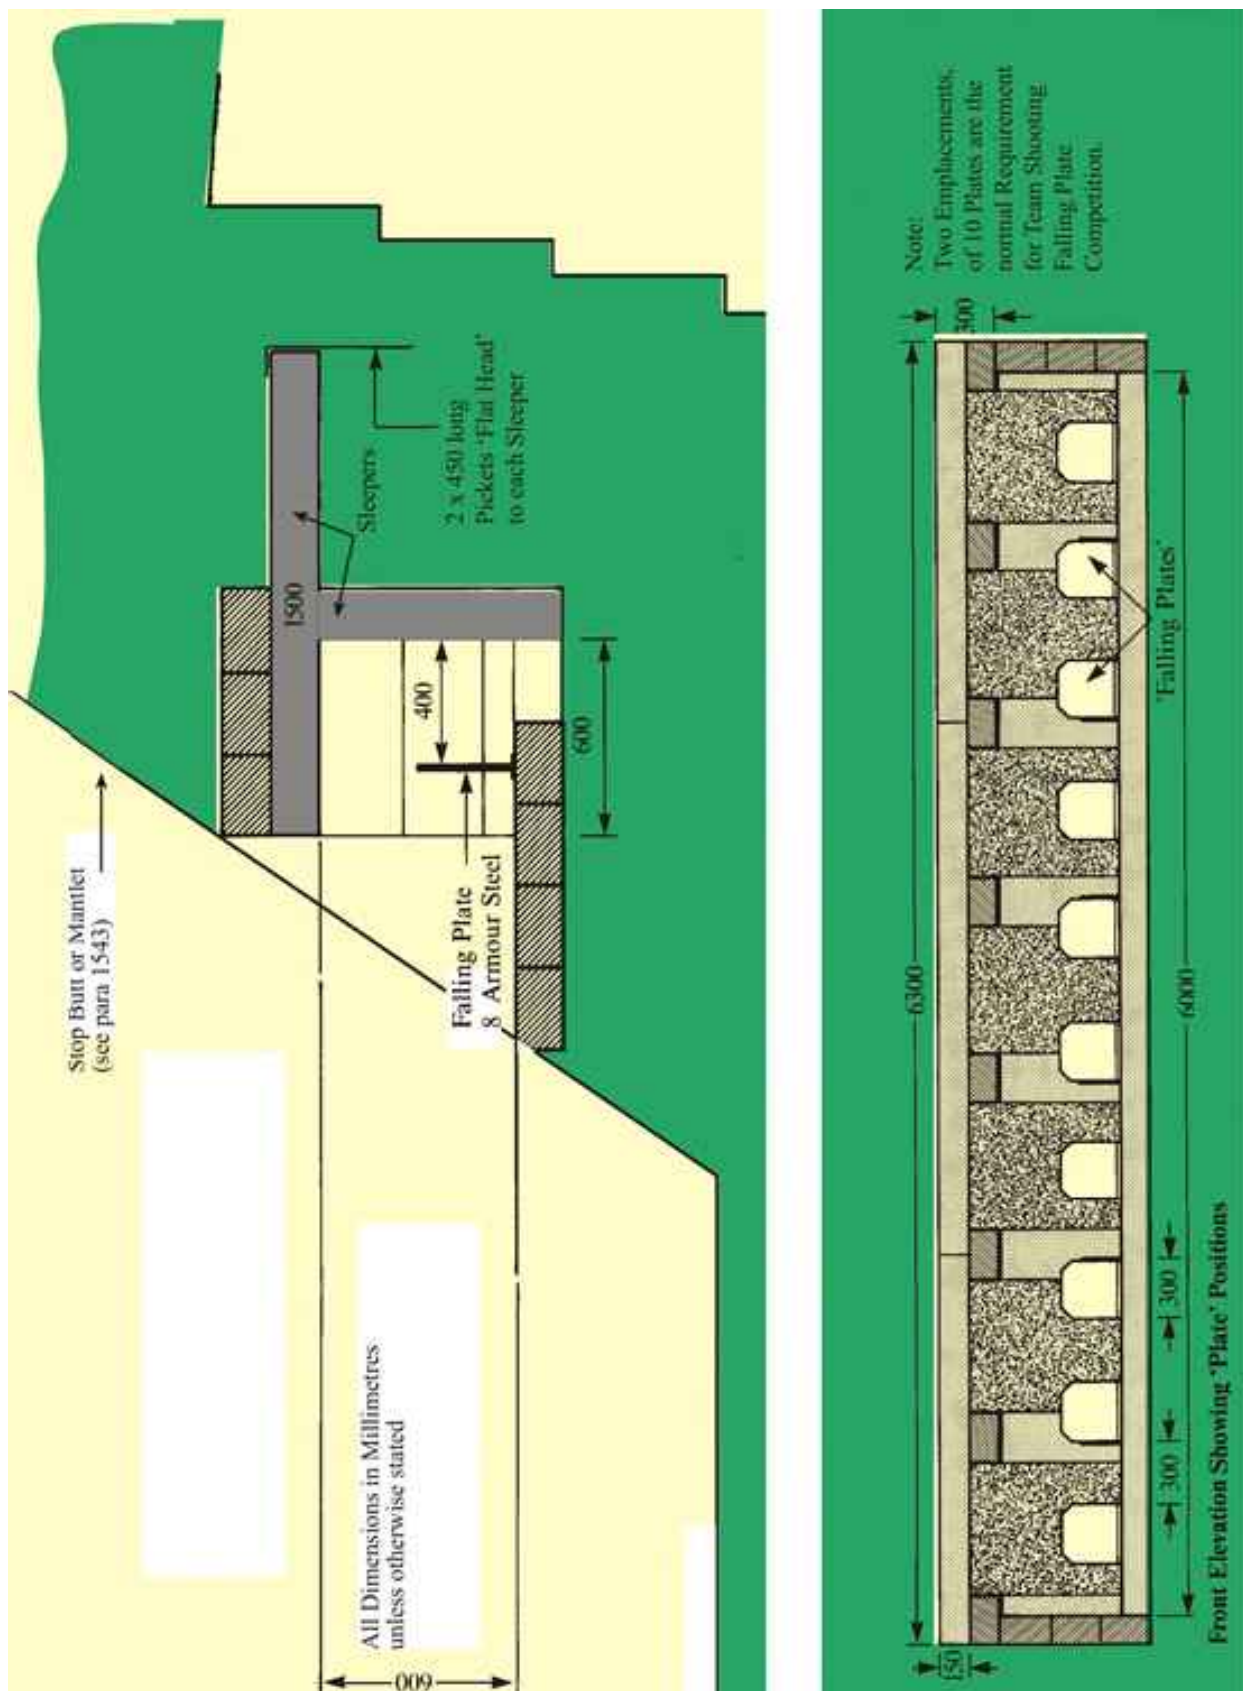 Stop Butt or Mantlet
(see para 1543)
1500
Sleepers
2 x 450 long
Pickets 'Flat Head'
to each Sleeper
400
600
Falling Plate
8 Armour Steel
All Dimensions in Millimetres
unless otherwise stated
600
Note:
Two Emplacements,
of 10 Plates are the
normal Requirement
for Team Shooting
Falling Plate
Competition.
6300
300
150
6000
'Falling Plates'
300
300
Front Elevation Showing 'Plate' Positions